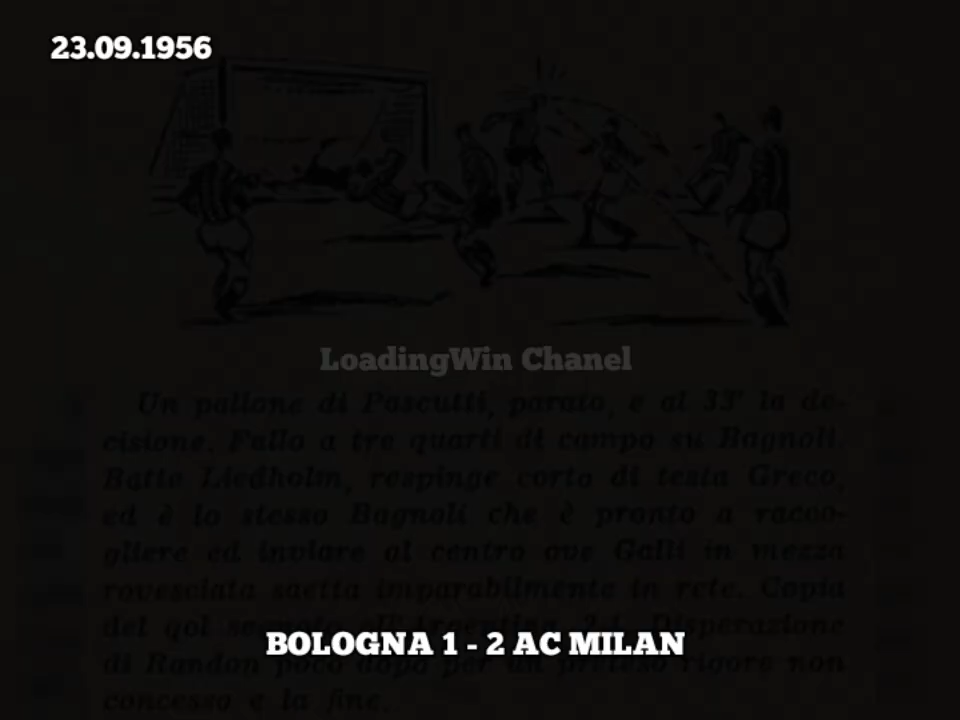 23.09.1956
LoadingWin Chanel
Un pallone di Pascutti, parato, e al 33' la de-
cisione. Fallo a tre quarti di campo su Bagnoli.
Batte Liedholm, respinge corto di testa Greco,
ed è lo stesso Bagnoli che è pronto a racco-
gliere ed inviare al centro ove Galli in mezza
rovesciata saetta imparabilmente in rete. Copia
del gol segnato all'Argentina. 2-1. Disperazione
BOLOGNA 1 - 2 AC MILAN
di Randon poco dopo per un preteso rigore non
concesso e la fine.